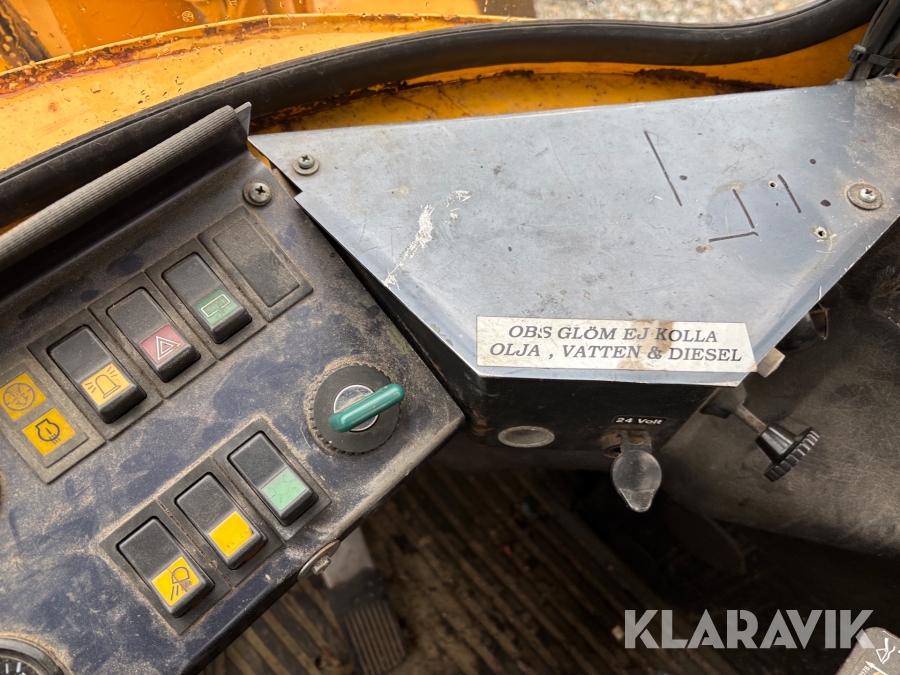 OBS GLÖM EJ KOLLA
OLJA , VATTEN & DIESEL
24 Volt
KLARAVIK